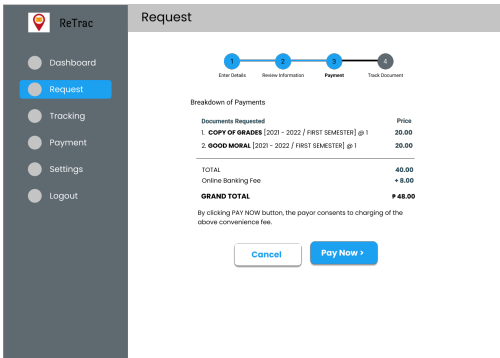 ReTrac
Dashboard
Request
Tracking
Payment
Settings
Logout
Request
1 2 3 4
Enter Details Review Information Payment Track Document
Breakdown of Payments
Documents Requested Price
1. COPY OF GRADES [2021 - 2022 / FIRST SEMESTER] @ 1 20.00
2. GOOD MORAL [2021 - 2022 / FIRST SEMESTER] @ 1 20.00
TOTAL 40.00
Online Banking Fee + 8.00
GRAND TOTAL ₱ 48.00
By clicking PAY NOW button, the payor consents to charging of the
above convenience fee.
Cancel Pay Now >